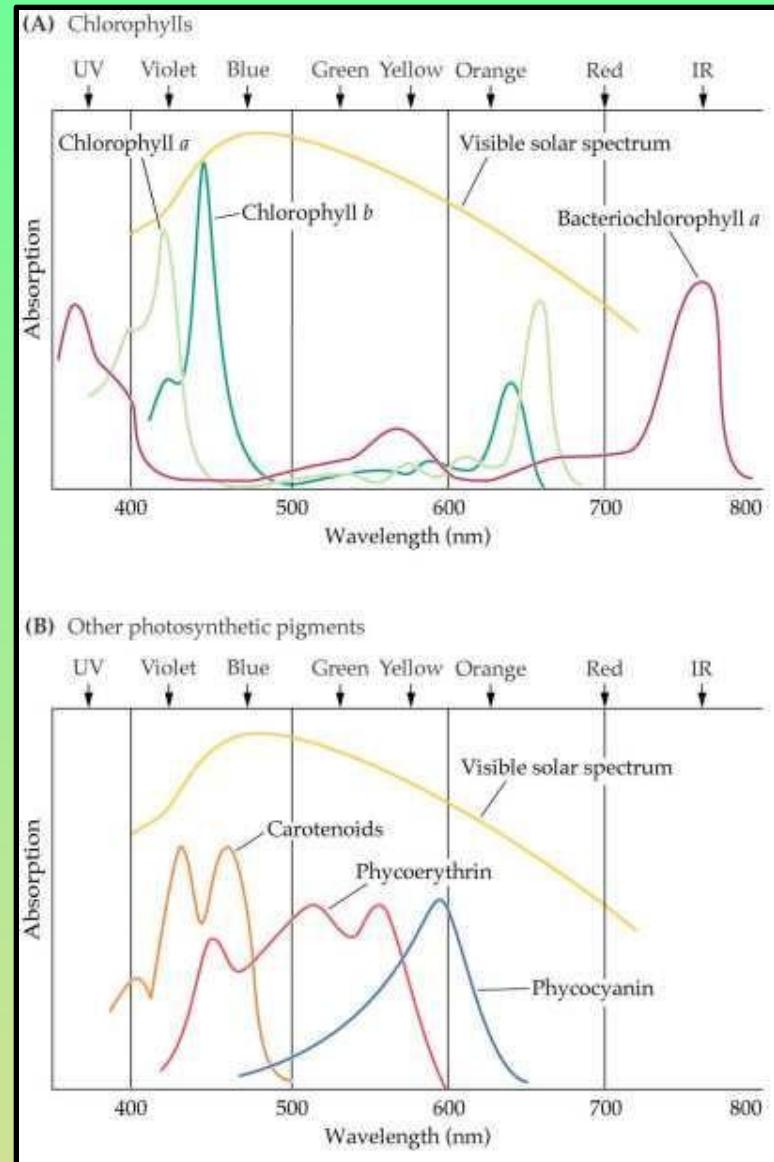 (A) Chlorophylls
UV Violet Blue Green Yellow Orange Red IR
Chlorophyll a
Visible solar spectrum
Chlorophyll b
Bacteriochlorophyll a
Absorption
400 500 600 700 800
Wavelength (nm)
(B) Other photosynthetic pigments
UV Violet Blue Green Yellow Orange Red IR
Visible solar spectrum
Carotenoids
Phycoerythrin
Phycocyanin
Absorption
400 500 600 700 800
Wavelength (nm)